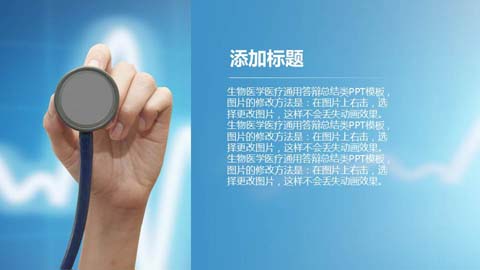 添加标题
生物医学医疗通用答辩总结类PPT模板，
图片的修改方法是：在图片上右击，选
择更改图片，这样不会丢失动画效果。
生物医学医疗通用答辩总结类PPT模板，
图片的修改方法是：在图片上右击，选
择更改图片，这样不会丢失动画效果。
生物医学医疗通用答辩总结类PPT模板，
图片的修改方法是：在图片上右击，选
择更改图片，这样不会丢失动画效果。